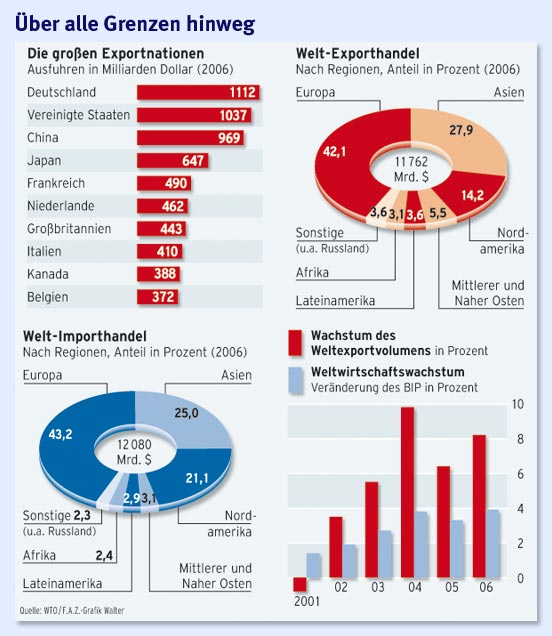 Über alle Grenzen hinweg
Die großen Exportnationen
Ausfuhren in Milliarden Dollar (2006)
Deutschland 1112
Vereinigte Staaten 1037
China 969
Japan 647
Frankreich 490
Niederlande 462
Großbritannien 443
Italien 410
Kanada 388
Belgien 372
Welt-Exporthandel
Nach Regionen, Anteil in Prozent (2006)
Europa Asien
27,9
42,1
11 762
Mrd. $
14,2
3,6 3,1 3,6 5,5
Sonstige
(u.a. Russland)
Nord-
amerika
Afrika
Lateinamerika
Mittlerer und
Naher Osten
Welt-Importhandel
Nach Regionen, Anteil in Prozent (2006)
Europa Asien
25,0
43,2
12 080
Mrd. $
21,1
2,9 3,1
Sonstige 2,3
(u.a. Russland)
Nord-
amerika
Afrika 2,4
Lateinamerika
Mittlerer und
Naher Osten
Quelle: WTO/F.A.Z.-Grafik Walter
Wachstum des
Weltexportvolumens in Prozent
Weltwirtschaftswachstum
Veränderung des BIP in Prozent
10
8
6
4
2
0
2001 02 03 04 05 06